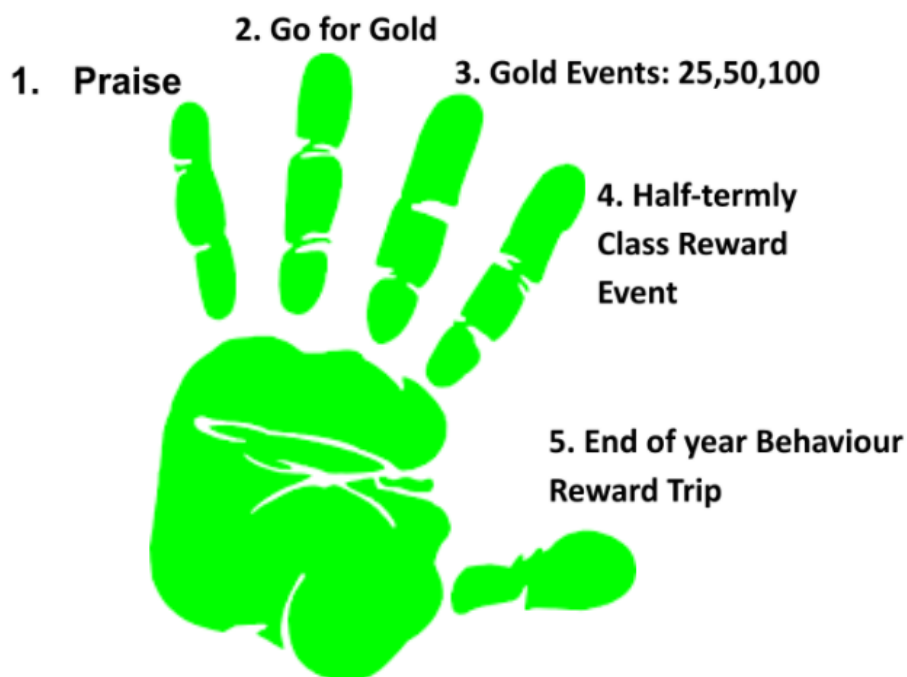 1. Praise
2. Go for Gold
3. Gold Events: 25,50,100
4. Half-termly
Class Reward
Event
5. End of year Behaviour
Reward Trip